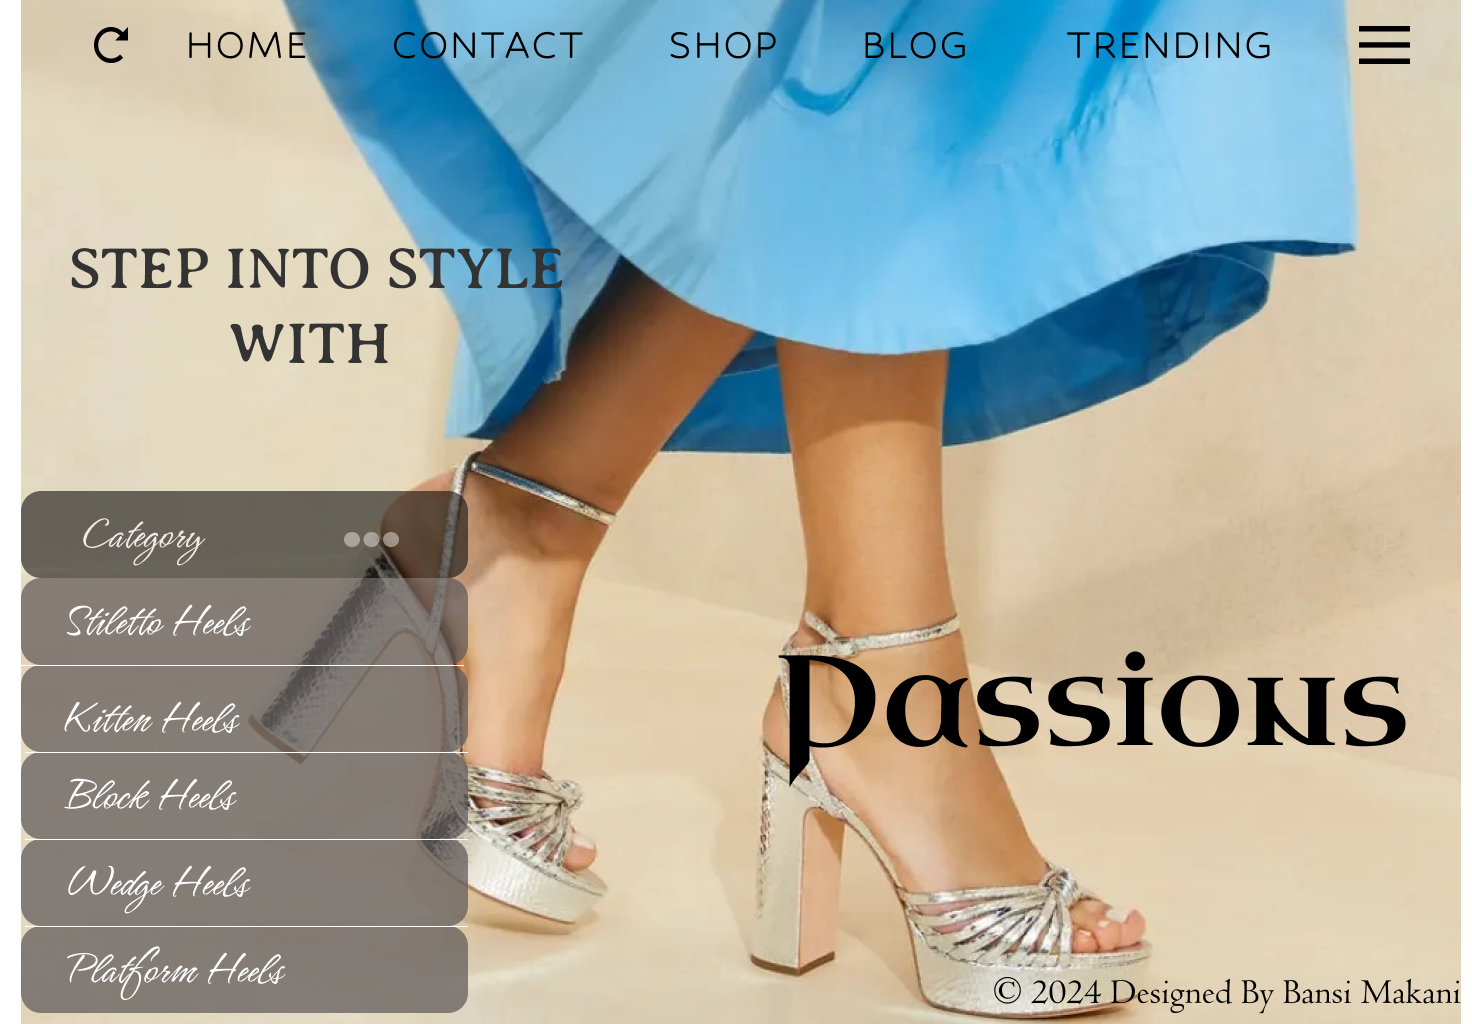 HOME CONTACT SHOP BLOG TRENDING
STEP INTO STYLE
WITH
Category
Stiletto Heels
Kitten Heels
Passions
Block Heels
Wedge Heels
Platform Heels
© 2024 Designed By Bansi Makani